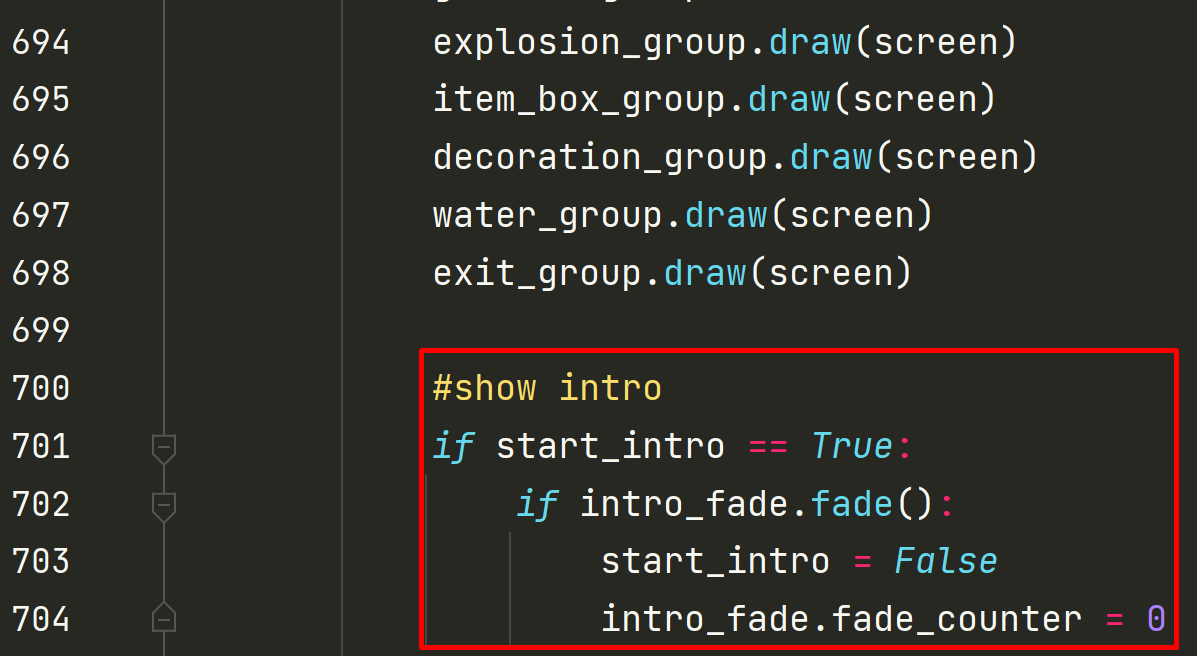 694 explosion_group.draw(screen)
695 item_box_group.draw(screen)
696 decoration_group.draw(screen)
697 water_group.draw(screen)
698 exit_group.draw(screen)
699
700 #show intro
701 if start_intro == True:
702     if intro_fade.fade():
703         start_intro = False
704         intro_fade.fade_counter = 0